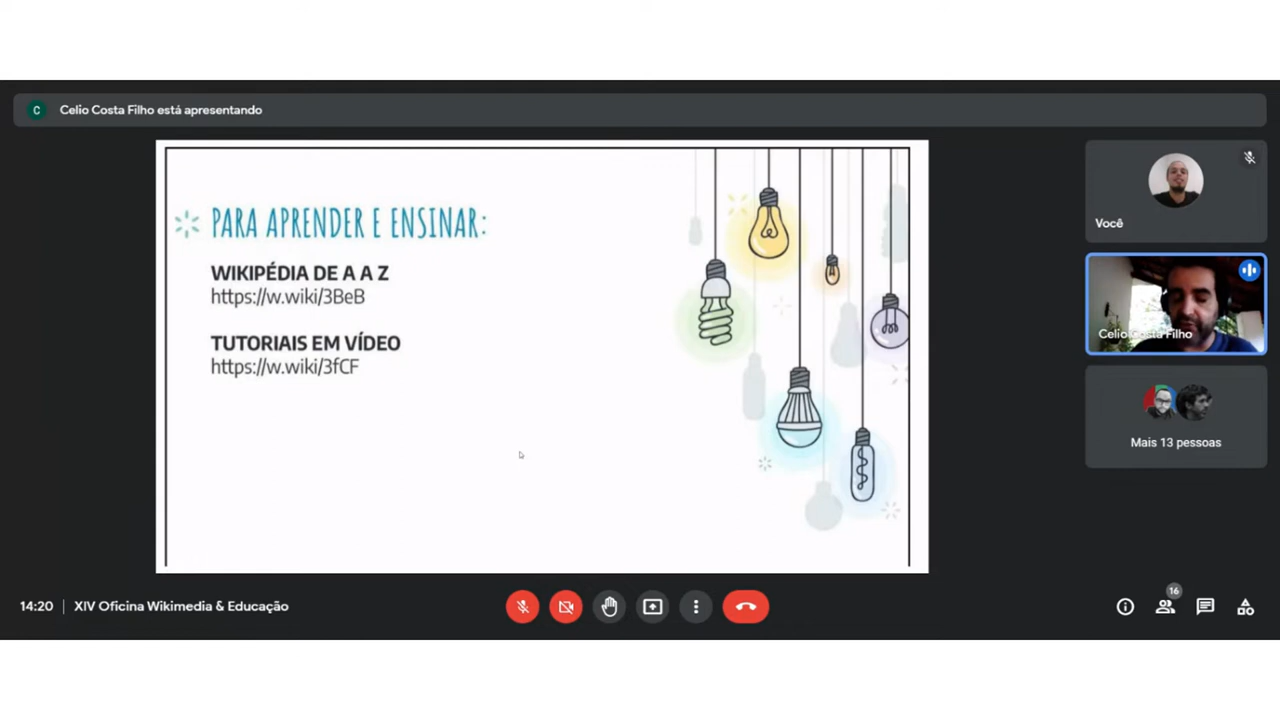 C
Celio Costa Filho está apresentando
PARA APRENDER E ENSINAR:
WIKIPÉDIA DE A A Z
https://w.wiki/3BeB
TUTORIAIS EM VÍDEO
https://w.wiki/3fCF
Você
Celio Costa Filho
Mais 13 pessoas
14:20 | XIV Oficina Wikimedia & Educação
16